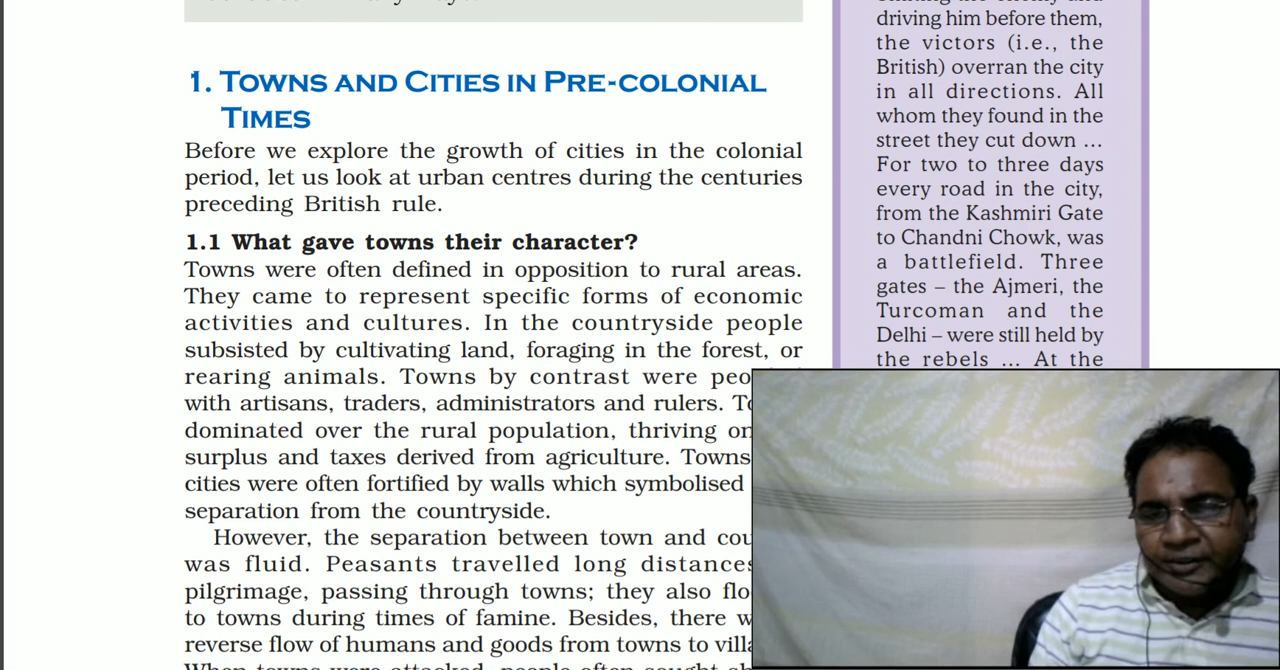 1. TOWNS AND CITIES IN PRE-COLONIAL
TIMES
Before we explore the growth of cities in the colonial
period, let us look at urban centres during the centuries
preceding British rule.
1.1 What gave towns their character?
Towns were often defined in opposition to rural areas.
They came to represent specific forms of economic
activities and cultures. In the countryside people
subsisted by cultivating land, foraging in the forest, or
rearing animals. Towns by contrast were
with artisans, traders, administrators and rulers.
dominated over the rural population, thriving on
surplus and taxes derived from agriculture. Towns
cities were often fortified by walls which symbolised
separation from the countryside.
However, the separation between town and
was fluid. Peasants travelled long distances
pilgrimage, passing through towns; they also
to towns during times of famine. Besides, there
reverse flow of humans and goods from towns to
When towns were attacked, people often sought
driving him before them,
the victors (i.e., the
British) overran the city
in all directions. All
whom they found in the
street they cut down ...
For two to three days
every road in the city,
from the Kashmiri Gate
to Chandni Chowk, was
a battlefield. Three
gates – the Ajmeri, the
Turcoman and the
Delhi – were still held by
the rebels ... At the